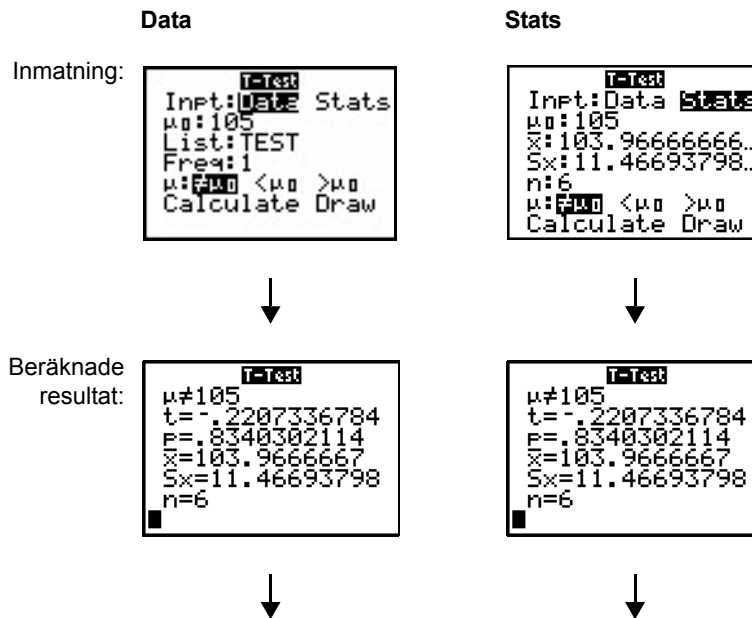 Data
Stats
Inmatning:
T-Test
Inpt:Data Stats
μ0:105
List:TEST
Freq:1
μ:≠μ0 <μ0 >μ0
Calculate Draw
T-Test
Inpt:Data Stats
μ0:105
x̄:103.96666666…
Sx:11.46693798…
n:6
μ:≠μ0 <μ0 >μ0
Calculate Draw
Beräknade
resultat:
T-Test
μ≠105
t=-.2207336784
p=.8340302114
x̄=103.9666667
Sx=11.46693798
n=6
T-Test
μ≠105
t=-.2207336784
p=.8340302114
x̄=103.9666667
Sx=11.46693798
n=6